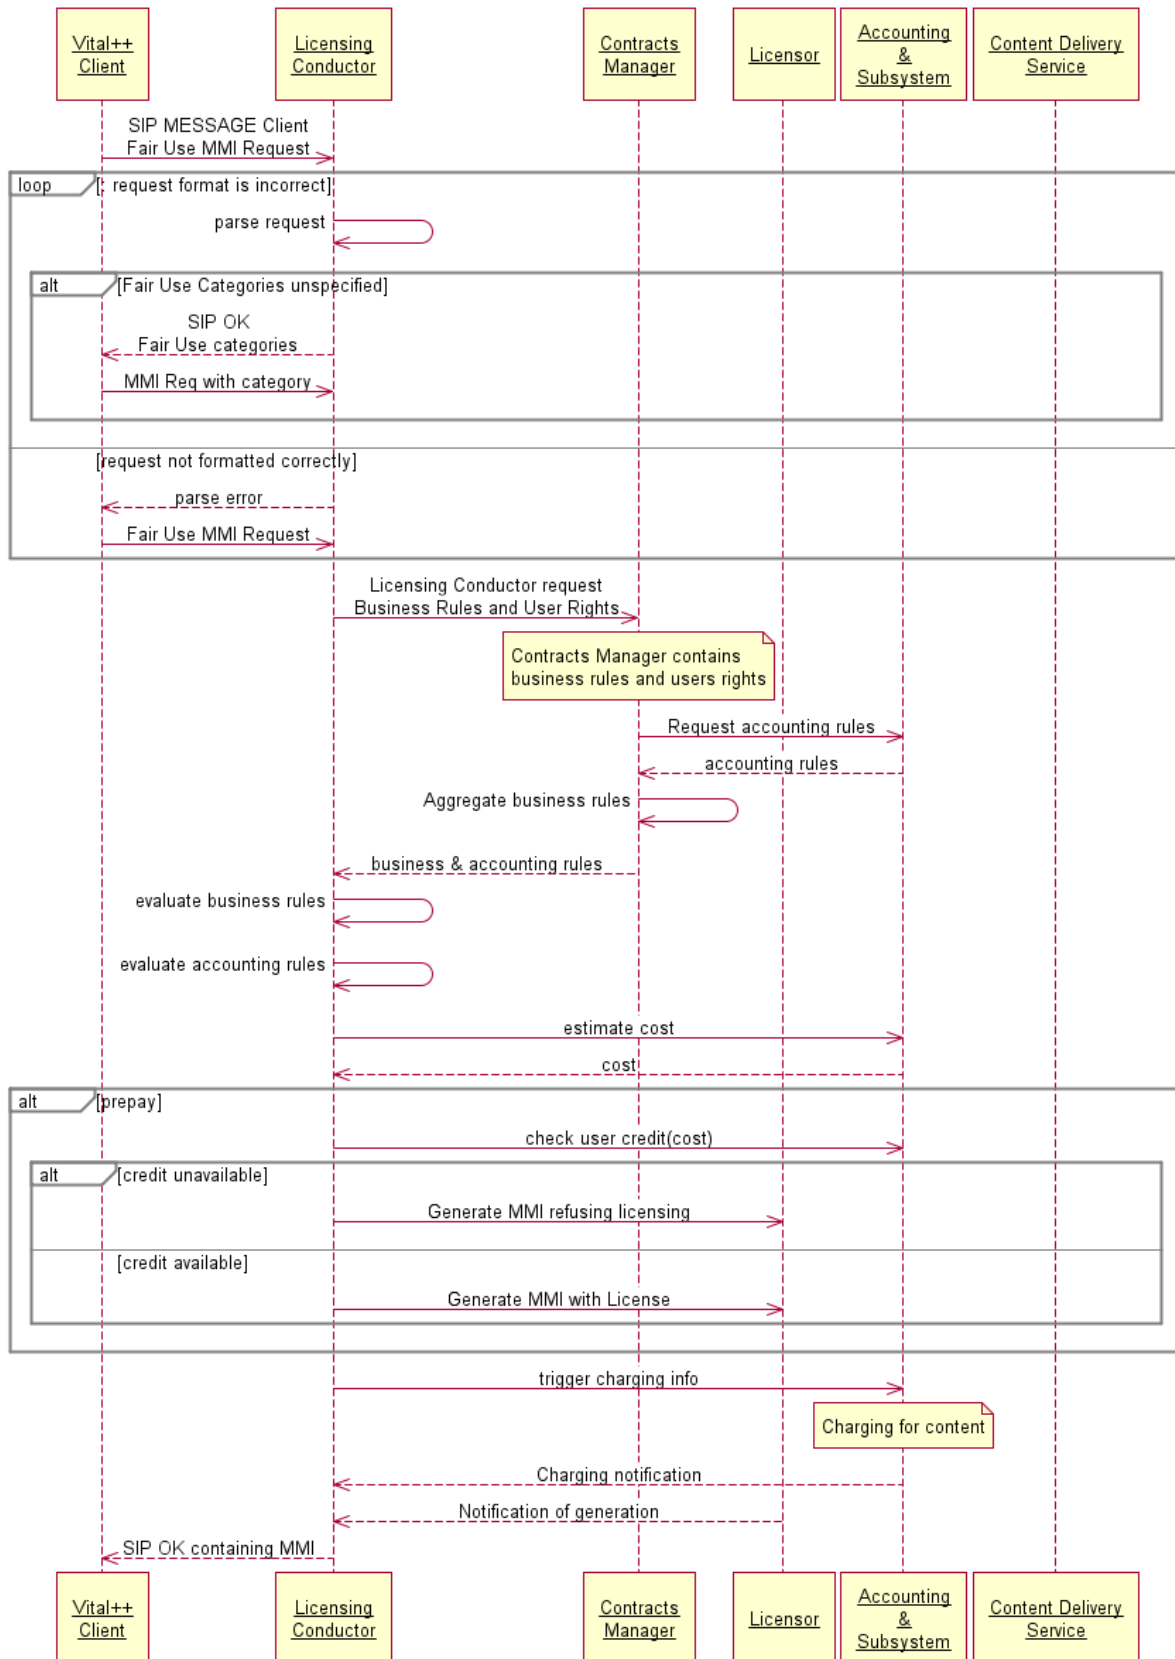 Vital++
Client
Licensing
Conductor
Contracts
Manager
Licensor
Accounting
&
Subsystem
Content Delivery
Service
SIP MESSAGE Client
Fair Use MMI Request
loop
[: request format is incorrect]
parse request
alt
[Fair Use Categories unspecified]
SIP OK
Fair Use categories
MMI Req with category
[request not formatted correctly]
parse error
Fair Use MMI Request
Licensing Conductor request
Business Rules and User Rights
Contracts Manager contains
business rules and users rights
Request accounting rules
accounting rules
Aggregate business rules
business & accounting rules
evaluate business rules
evaluate accounting rules
estimate cost
cost
alt
[prepay]
check user credit(cost)
alt
[credit unavailable]
Generate MMI refusing licensing
[credit available]
Generate MMI with License
trigger charging info
Charging for content
Charging notification
Notification of generation
SIP OK containing MMI
Vital++
Client
Licensing
Conductor
Contracts
Manager
Licensor
Accounting
&
Subsystem
Content Delivery
Service